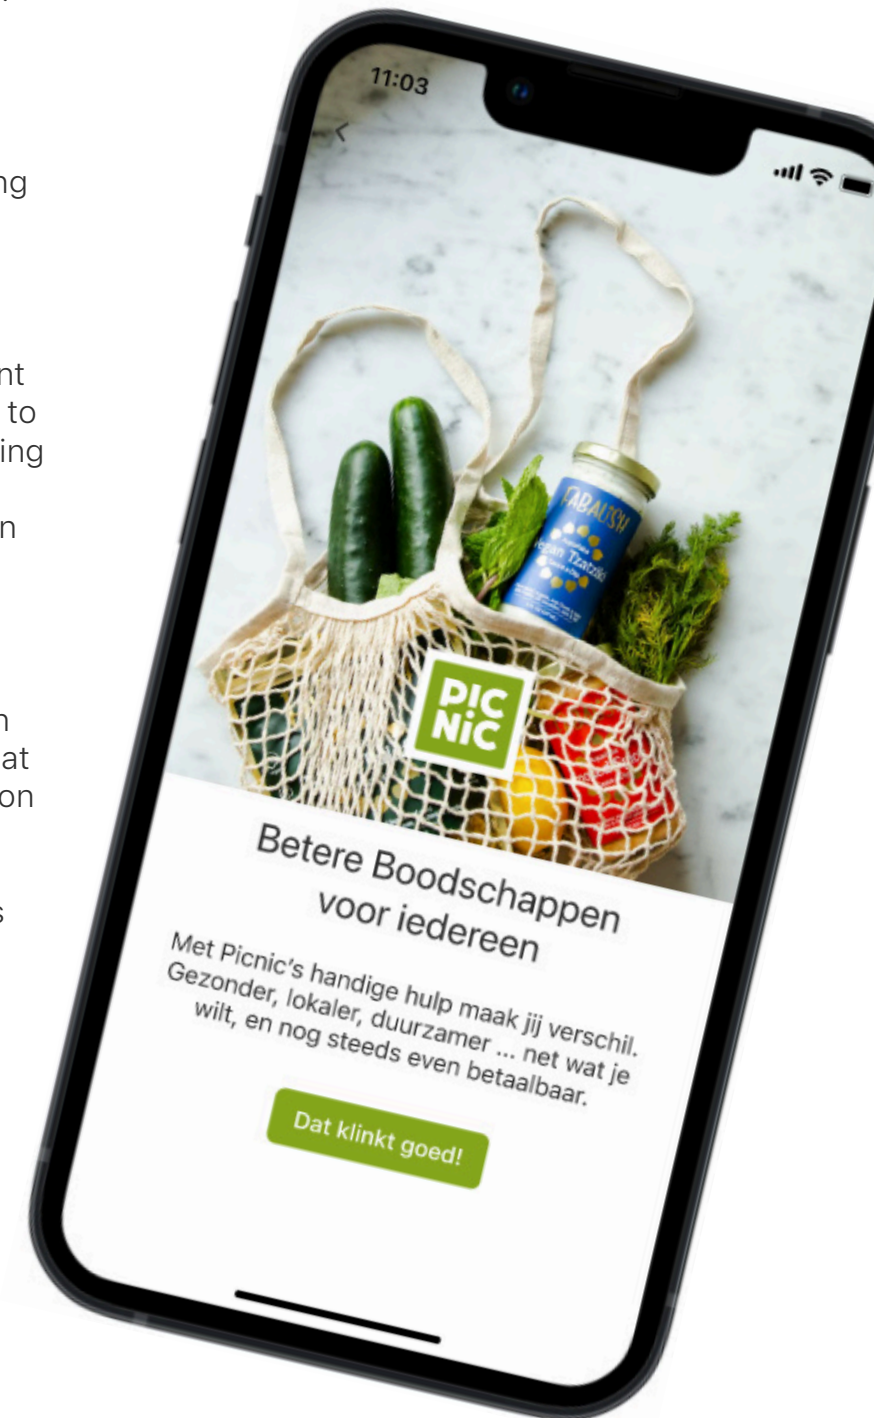 ng
nt
to
ing
n
n
at
on
s
11:03
FABALISH
Vegan Tzatziki
PIC
NiC
Betere Boodschappen
voor iedereen
Met Picnic's handige hulp maak jij verschil.
Gezonder, lokaler, duurzamer ... net wat je
wilt, en nog steeds even betaalbaar.
Dat klinkt goed!